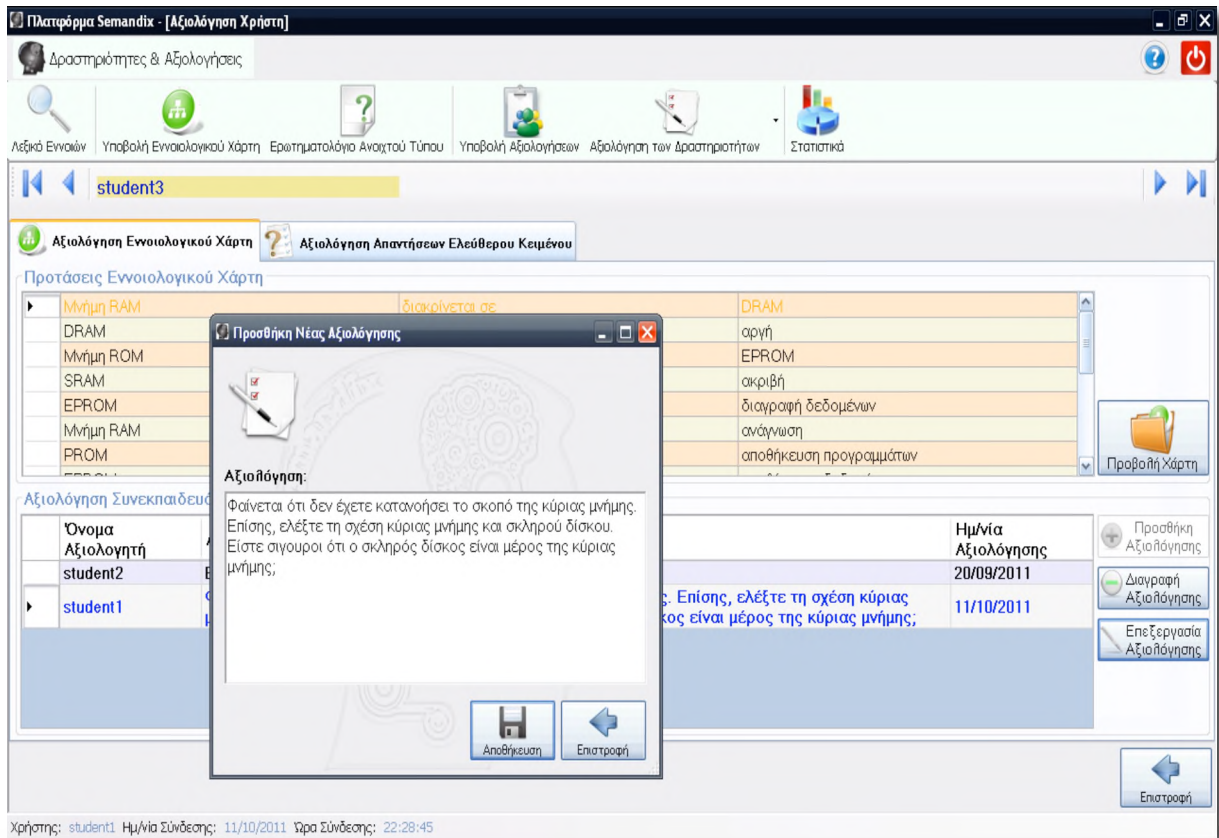 Πλατφόρμα Semandix - [Αξιολόγηση Χρήστη]
Δραστηριότητες & Αξιολογήσεις
Λεξικό Εννοιών Υποβολή Εννοιολογικού Χάρτη Ερωτηματολόγιο Ανοιχτού Τύπου Υποβολή Αξιολογήσεων Αξιολόγηση των Δραστηριοτήτων Στατιστικά
student3
Αξιολόγηση Εννοιολογικού Χάρτη Αξιολόγηση Απαντήσεων Ελεύθερου Κειμένου
Προτάσεις Εννοιολογικού Χάρτη
Μνήμη RAM διακρίνεται σε DRAM
DRAM αργή
Μνήμη ROM EPROM
SRAM ακριβή
EPROM διαγραφή δεδομένων
Μνήμη RAM ανάγνωση
PROM αποθήκευση προγραμμάτων
Προβολή Χάρτη
Προσθήκη Νέας Αξιολόγησης
Αξιολόγηση:
Φαίνεται ότι δεν έχετε κατανοήσει το σκοπό της κύριας μνήμης.
Επίσης, ελέξτε τη σχέση κύριας μνήμης και σκληρού δίσκου.
Είστε σιγουροι ότι ο σκληρός δίσκος είναι μέρος της κύριας
μνήμης;
Αποθήκευση Επιστροφή
Αξιολόγηση
Όνομα Αξιολογητή
Ημ/νία Αξιολόγησης
student2 20/09/2011
student1 Επίσης, ελέξτε τη σχέση κύριας 11/10/2011
είναι μέρος της κύριας μνήμης;
Προσθήκη Αξιολόγησης
Διαγραφή Αξιολόγησης
Επεξεργασία Αξιολόγησης
Επιστροφή
Χρήστης: student1 Ημ/νία Σύνδεσης: 11/10/2011 Ώρα Σύνδεσης: 22:28:45